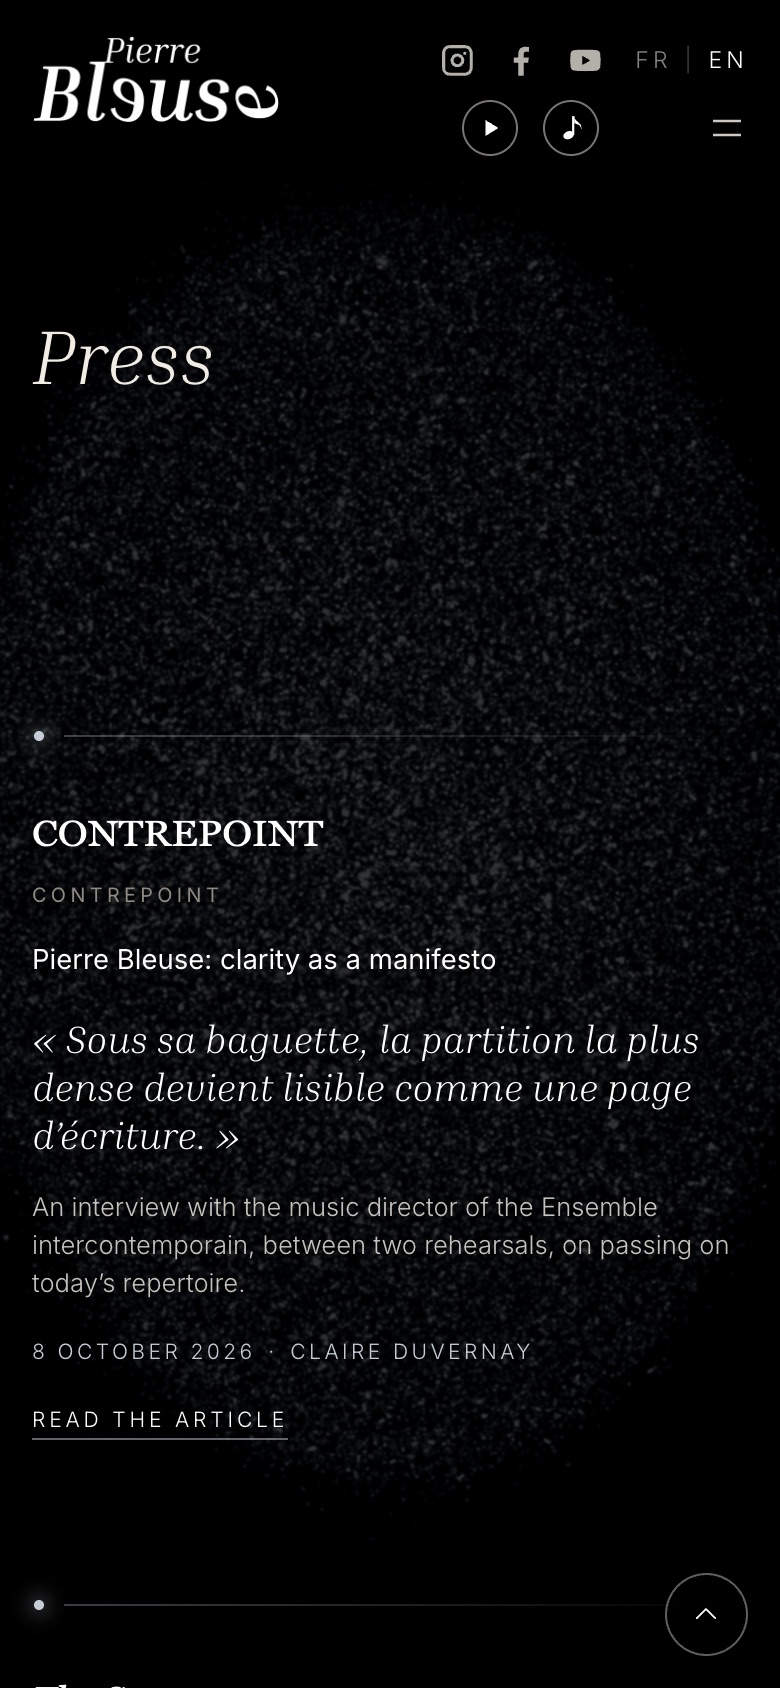 Pierre
Bleuse
FR | EN
Press
CONTREPOINT
CONTREPOINT
Pierre Bleuse: clarity as a manifesto
« Sous sa baguette, la partition la plus
dense devient lisible comme une page
d’écriture. »
An interview with the music director of the Ensemble
intercontemporain, between two rehearsals, on passing on
today’s repertoire.
8 OCTOBER 2026 · CLAIRE DUVERNAY
READ THE ARTICLE